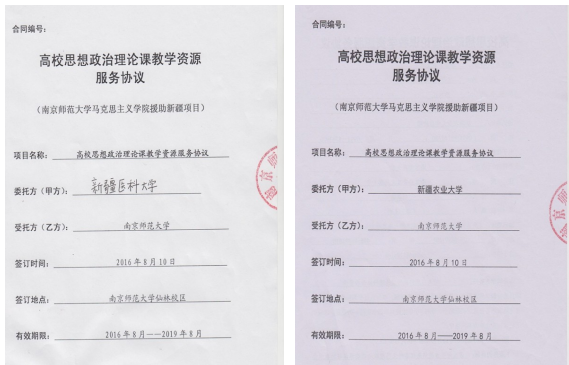 合同编号：
高校思想政治理论课教学资源
服务协议
（南京师范大学马克思主义学院援助新疆项目）
项目名称： 高校思想政治理论课教学资源服务协议
委托方（甲方）： 新疆医科大学
受托方（乙方）： 南京师范大学
签订时间： 2016年8月10日
签订地点： 南京师范大学仙林校区
有效期限： 2016年8月——2019年8月
京师
合同编号：
高校思想政治理论课教学资源
服务协议
（南京师范大学马克思主义学院援助新疆项目）
项目名称： 高校思想政治理论课教学资源服务协议
委托方（甲方）： 新疆农业大学
受托方（乙方）： 南京师范大学
签订时间： 2016年8月10日
签订地点： 南京师范大学仙林校区
有效期限： 2016年8月——2019年8月
京师